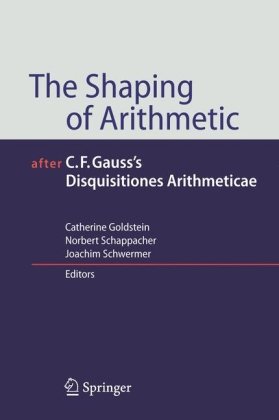 The Shaping
of Arithmetic
after C.F.Gauss's
Disquisitiones Arithmeticae
Catherine Goldstein
Norbert Schappacher
Joachim Schwermer
Editors
Springer